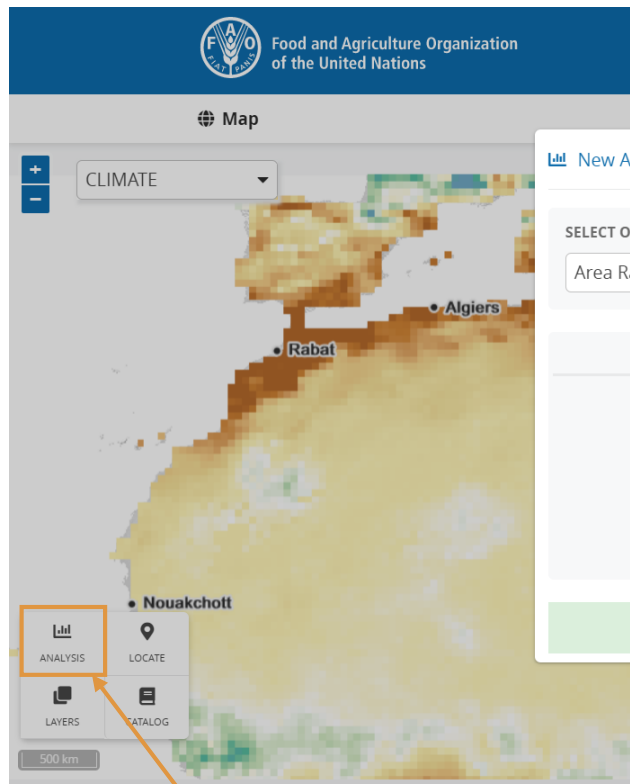 FAO
FIAT PANIS
Food and Agriculture Organization
of the United Nations
Map
+
−
CLIMATE
New A
SELECT O
Area Ra
Algiers
Rabat
Nouakchott
ANALYSIS
LOCATE
LAYERS
CATALOG
500 km